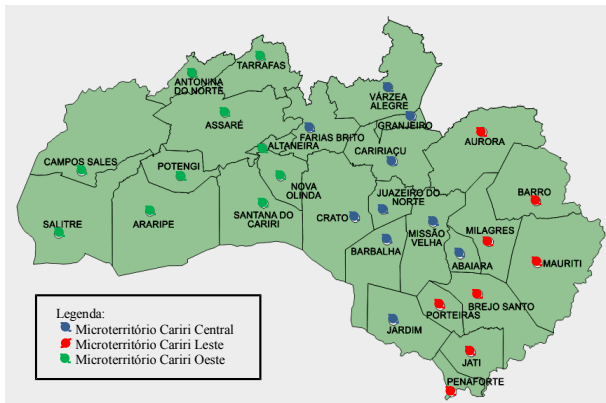 TARRAFAS
ANTONINA
DO NORTE
VÁRZEA
ALEGRE
ASSARÉ
GRANJEIRO
FARIAS BRITO
AURORA
ALTANEIRA
CARIRIAÇU
CAMPOS SALES
POTENGI
NOVA
OLINDA
JUAZEIRO DO
NORTE
BARRO
SALITRE
ARARIPE
SANTANA DO
CARIRI
CRATO
MISSÃO
VELHA
MILAGRES
BARBALHA
ABAIARA
MAURITI
BREJO SANTO
PORTEIRAS
JARDIM
JATI
PENAFORTE
Legenda:
Microterritório Cariri Central
Microterritório Cariri Leste
Microterritório Cariri Oeste